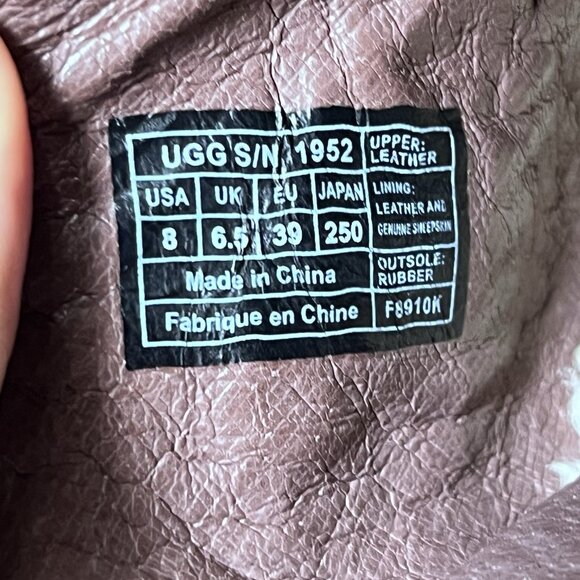 UGG S/N 1952
UPPER:
LEATHER
USA UK EU JAPAN
8 6.5 39 250
LINING:
LEATHER AND
GENUINE SHEEPSKIN
Made in China
OUTSOLE:
RUBBER
Fabrique en Chine
F8910K